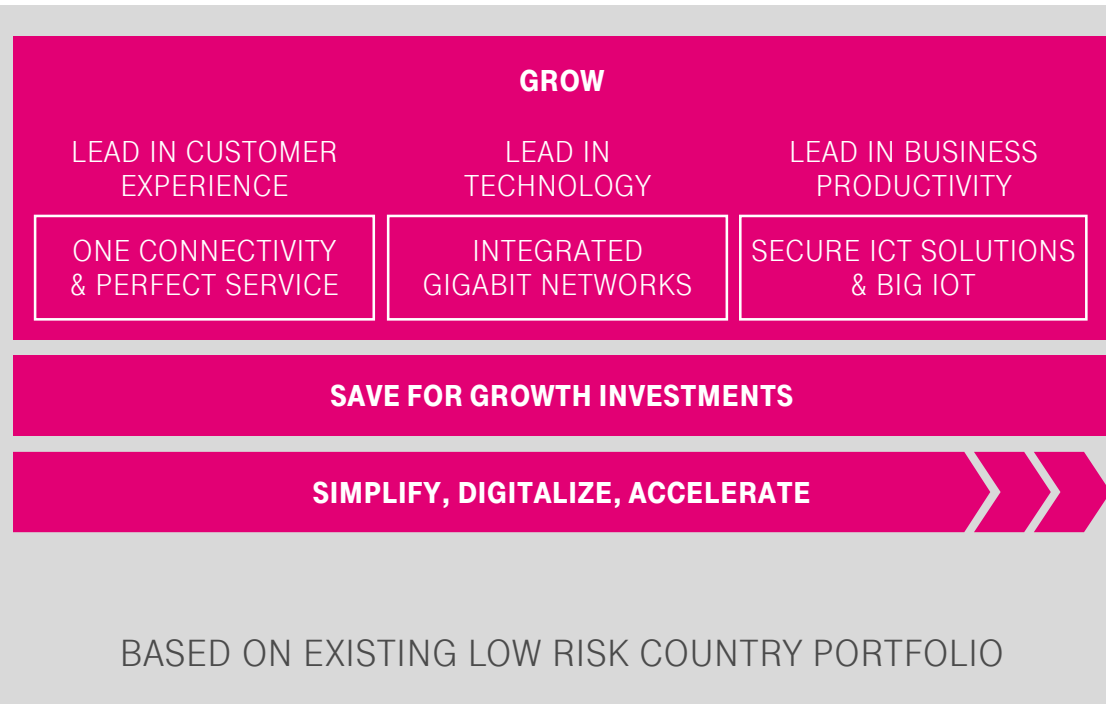 GROW
LEAD IN CUSTOMER
EXPERIENCE
LEAD IN
TECHNOLOGY
LEAD IN BUSINESS
PRODUCTIVITY
ONE CONNECTIVITY
& PERFECT SERVICE
INTEGRATED
GIGABIT NETWORKS
SECURE ICT SOLUTIONS
& BIG IOT
SAVE FOR GROWTH INVESTMENTS
SIMPLIFY, DIGITALIZE, ACCELERATE
BASED ON EXISTING LOW RISK COUNTRY PORTFOLIO